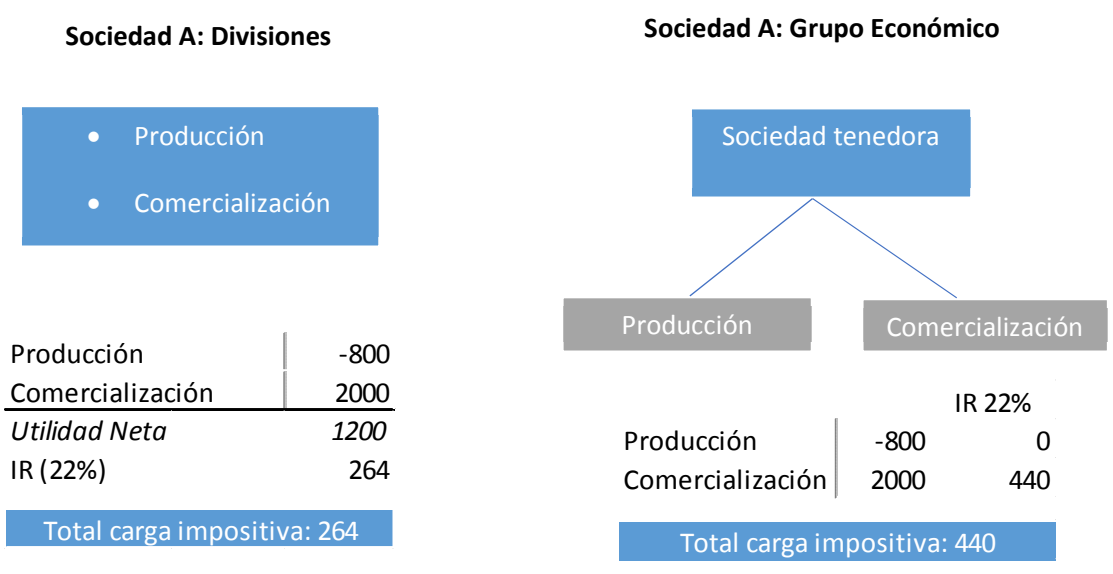 Sociedad A: Divisiones
• Producción
• Comercialización
Producción -800
Comercialización 2000
Utilidad Neta 1200
IR (22%) 264
Total carga impositiva: 264
Sociedad A: Grupo Económico
Sociedad tenedora
Producción
Comercialización
IR 22%
Producción -800 0
Comercialización 2000 440
Total carga impositiva: 440